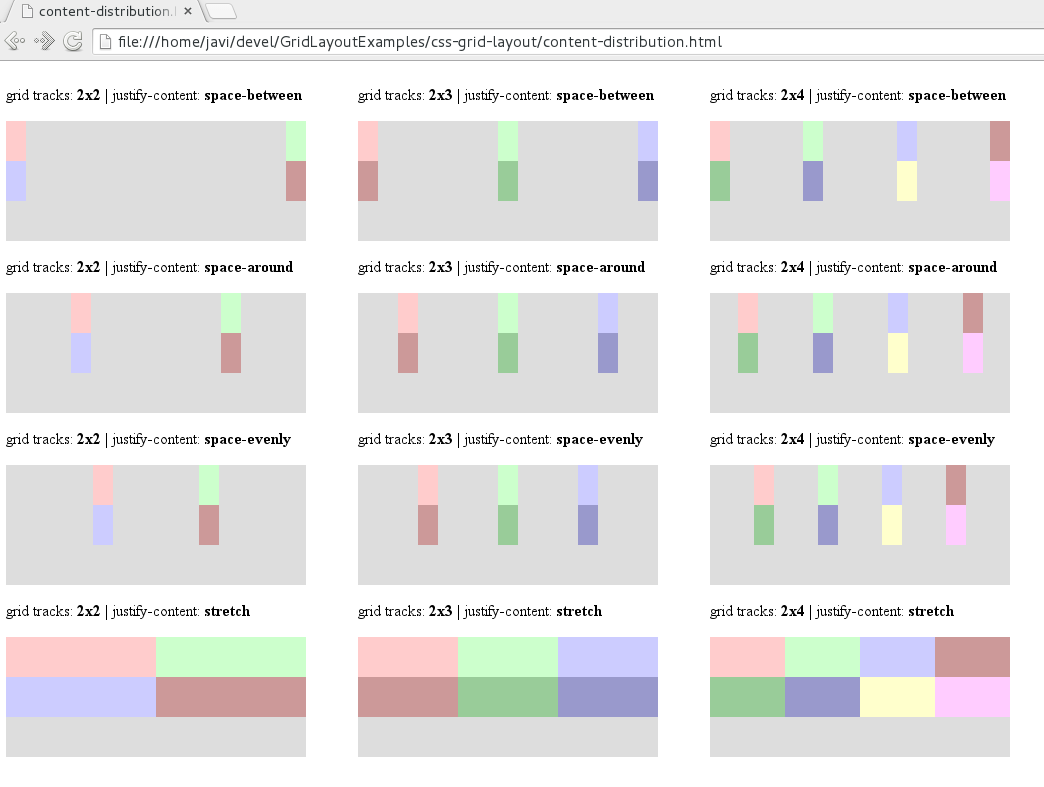 content-distribution.
file:///home/javi/devel/GridLayoutExamples/css-grid-layout/content-distribution.html
grid tracks: 2x2 | justify-content: space-between
grid tracks: 2x3 | justify-content: space-between
grid tracks: 2x4 | justify-content: space-between
grid tracks: 2x2 | justify-content: space-around
grid tracks: 2x3 | justify-content: space-around
grid tracks: 2x4 | justify-content: space-around
grid tracks: 2x2 | justify-content: space-evenly
grid tracks: 2x3 | justify-content: space-evenly
grid tracks: 2x4 | justify-content: space-evenly
grid tracks: 2x2 | justify-content: stretch
grid tracks: 2x3 | justify-content: stretch
grid tracks: 2x4 | justify-content: stretch